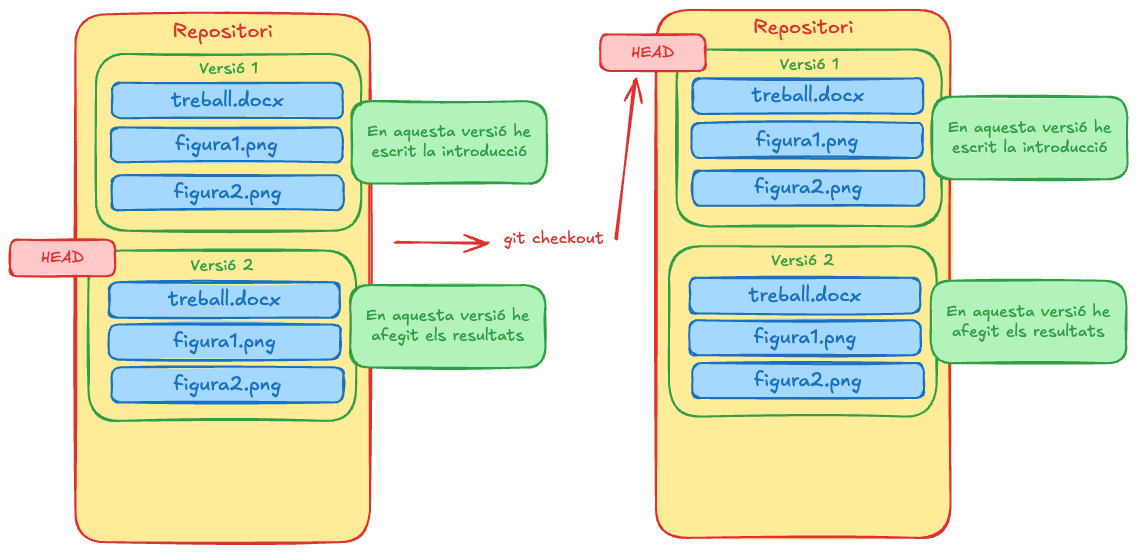 Repositori
Versió 1
treball.docx
figura1.png
figura2.png
En aquesta versió he
escrit la introducció
HEAD
Versió 2
treball.docx
figura1.png
figura2.png
En aquesta versió he
afegit els resultats
git checkout
Repositori
HEAD
Versió 1
treball.docx
figura1.png
figura2.png
En aquesta versió he
escrit la introducció
Versió 2
treball.docx
figura1.png
figura2.png
En aquesta versió he
afegit els resultats